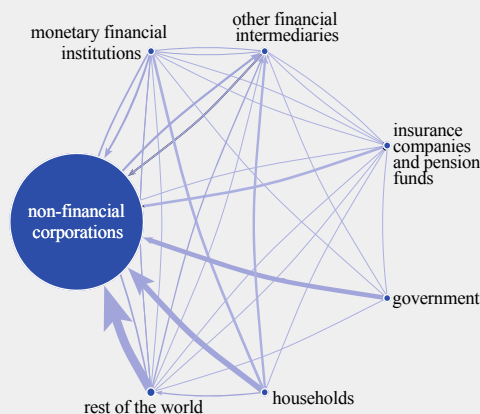 monetary financial
institutions
other financial
intermediaries
insurance
companies
and pension
funds
non-financial
corporations
government
rest of the world
households